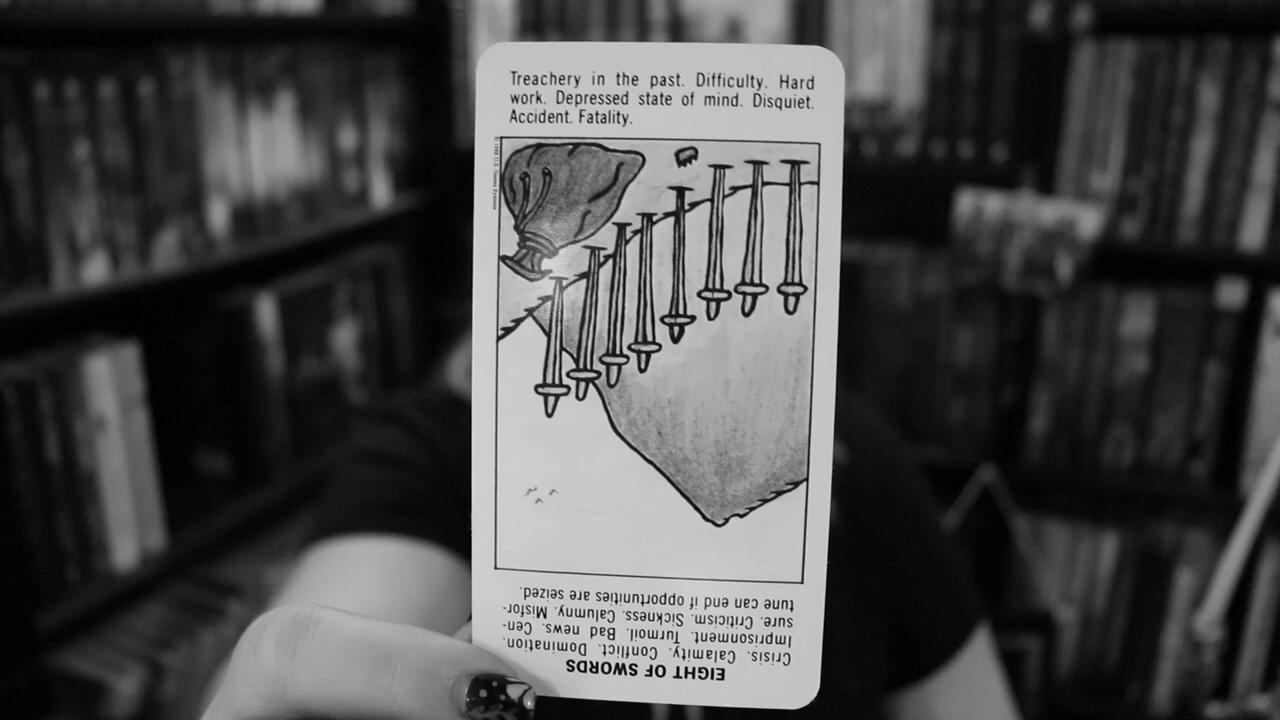 Treachery in the past. Difficulty. Hard
work. Depressed state of mind. Disquiet.
Accident. Fatality.
U.S. Games Systems
EIGHT OF SWORDS
Crisis. Calamity. Conflict. Domination.
Imprisonment. Turmoil. Bad news. Cen-
sure. Criticism. Sickness. Calumny. Misfor-
tune can end if opportunities are seized.